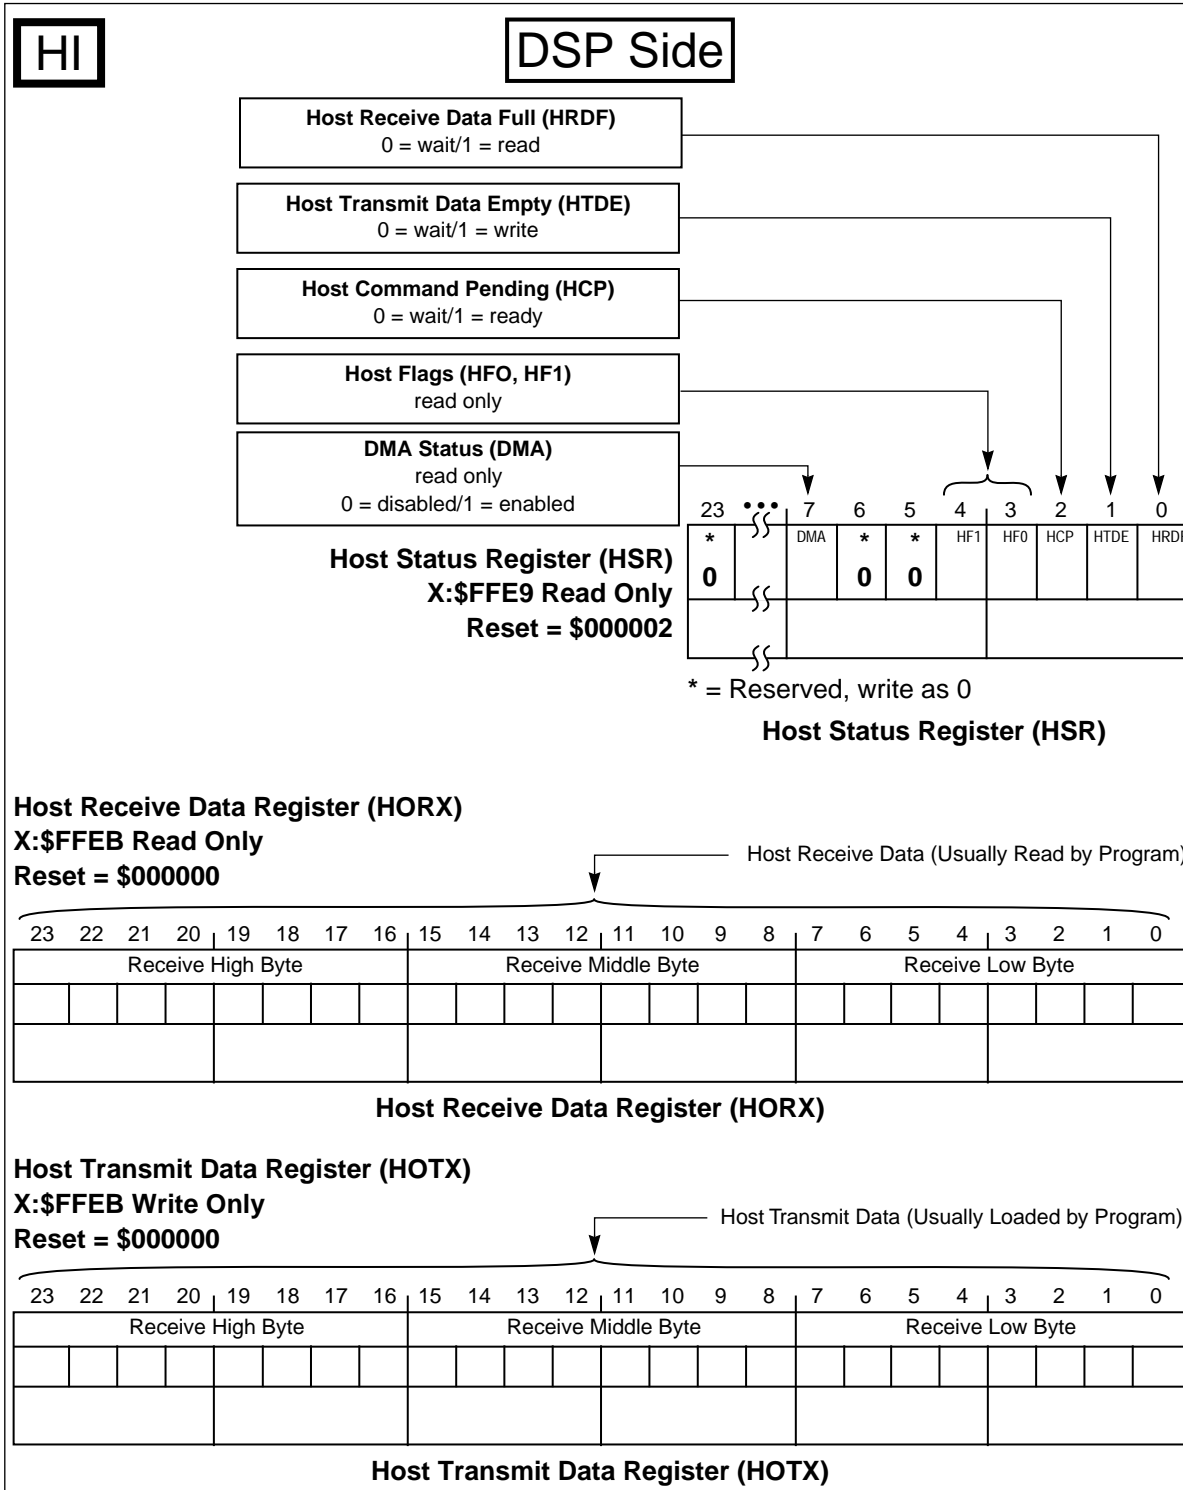 HI
DSP Side
Host Receive Data Full (HRDF)
0 = wait/1 = read
Host Transmit Data Empty (HTDE)
0 = wait/1 = write
Host Command Pending (HCP)
0 = wait/1 = ready
Host Flags (HFO, HF1)
read only
DMA Status (DMA)
read only
0 = disabled/1 = enabled
23 ••• 7 6 5 4 3 2 1 0
* DMA * * HF1 HF0 HCP HTDE HRDF
0 0 0
Host Status Register (HSR)
X:$FFE9 Read Only
Reset = $000002
* = Reserved, write as 0
Host Status Register (HSR)
Host Receive Data Register (HORX)
X:$FFEB Read Only
Reset = $000000
Host Receive Data (Usually Read by Program)
23 22 21 20 19 18 17 16 15 14 13 12 11 10 9 8 7 6 5 4 3 2 1 0
Receive High Byte Receive Middle Byte Receive Low Byte
Host Receive Data Register (HORX)
Host Transmit Data Register (HOTX)
X:$FFEB Write Only
Reset = $000000
Host Transmit Data (Usually Loaded by Program)
23 22 21 20 19 18 17 16 15 14 13 12 11 10 9 8 7 6 5 4 3 2 1 0
Receive High Byte Receive Middle Byte Receive Low Byte
Host Transmit Data Register (HOTX)